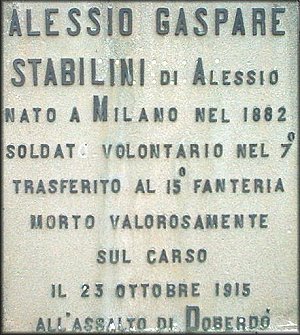 ALESSIO GASPARE
STABILINI DI ALESSIO
NATO A MILANO NEL 1882
SOLDATO VOLONTARIO NEL 7°
TRASFERITO AL 15° FANTERIA
MORTO VALOROSAMENTE
SUL CARSO
IL 23 OTTOBRE 1915
ALL'ASSALTO DI DOBERDÓ